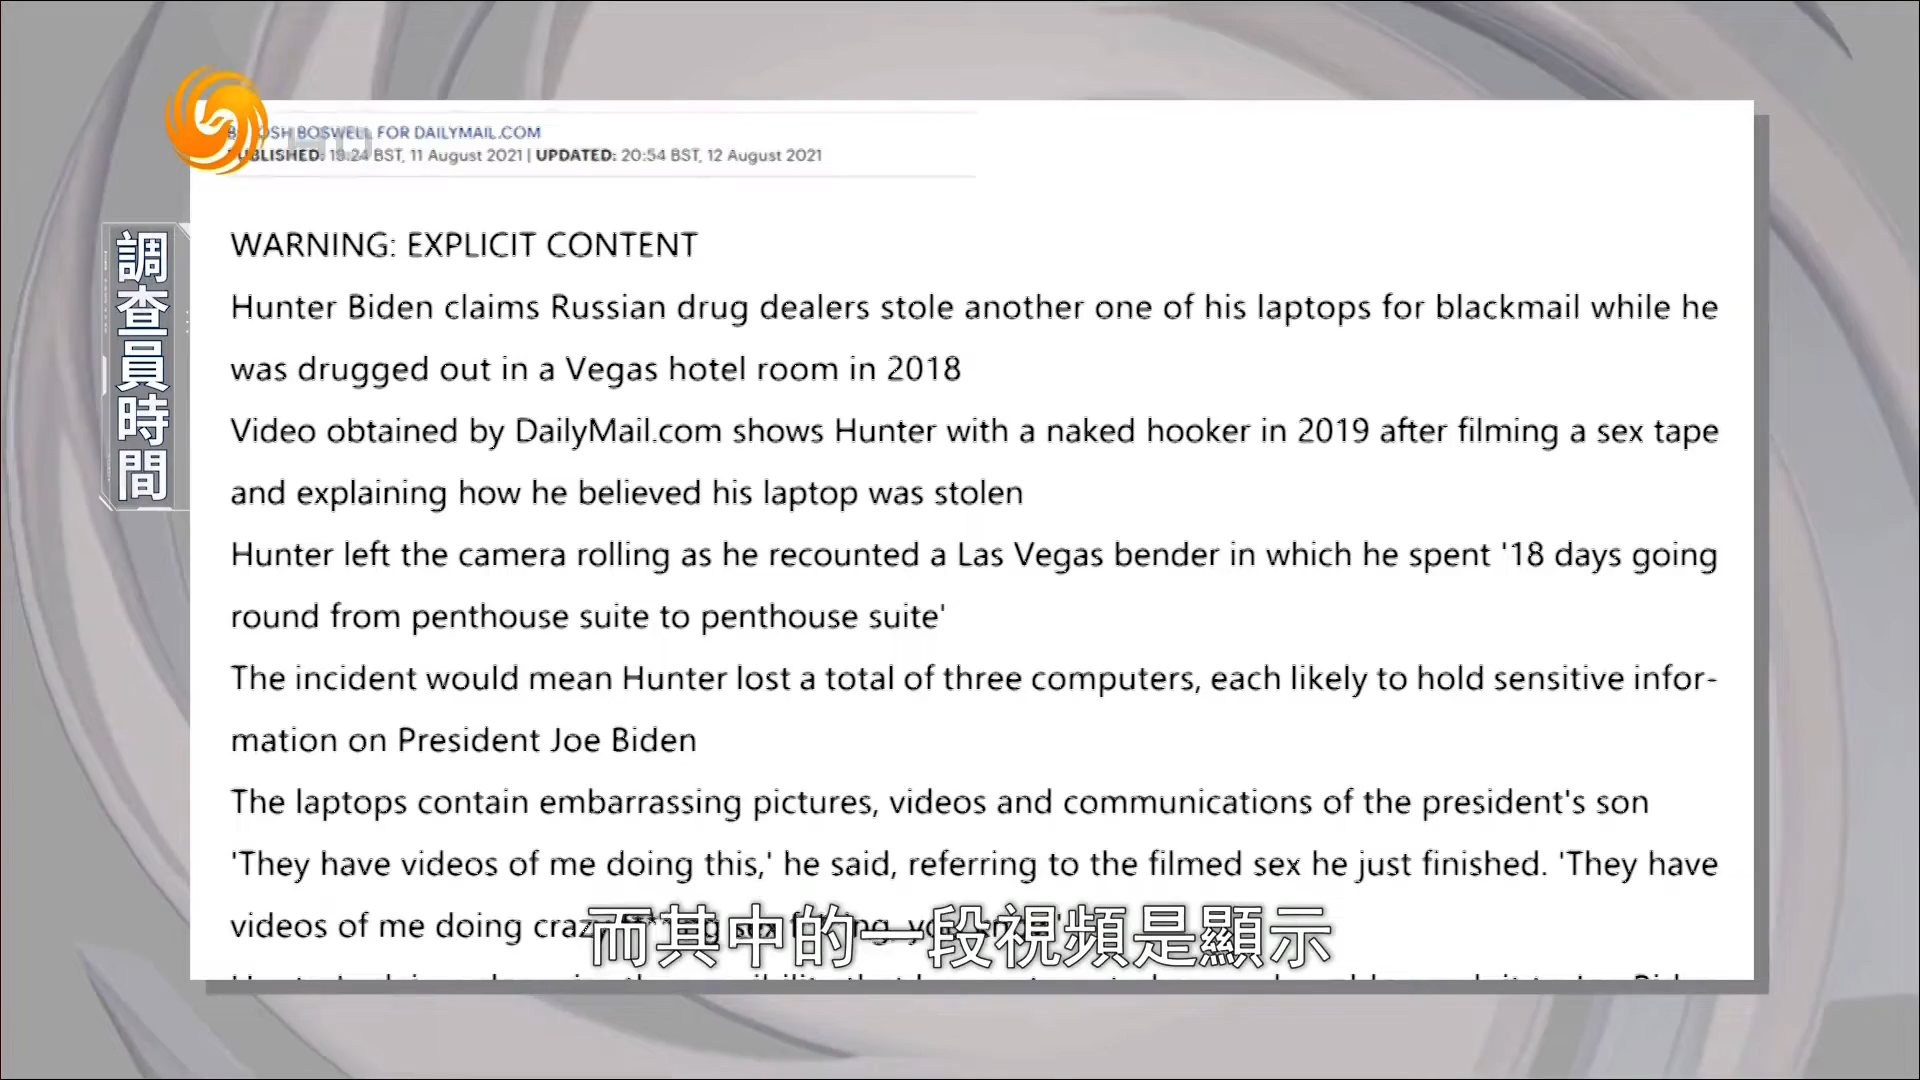 OSH BOSWELL FOR DAILYMAIL.COM
PUBLISHED: 19:24 BST, 11 August 2021 | UPDATED: 20:54 BST, 12 August 2021
調查員時間
WARNING: EXPLICIT CONTENT
Hunter Biden claims Russian drug dealers stole another one of his laptops for blackmail while he
was drugged out in a Vegas hotel room in 2018
Video obtained by DailyMail.com shows Hunter with a naked hooker in 2019 after filming a sex tape
and explaining how he believed his laptop was stolen
Hunter left the camera rolling as he recounted a Las Vegas bender in which he spent '18 days going
round from penthouse suite to penthouse suite'
The incident would mean Hunter lost a total of three computers, each likely to hold sensitive infor-
mation on President Joe Biden
The laptops contain embarrassing pictures, videos and communications of the president's son
'They have videos of me doing this,' he said, referring to the filmed sex he just finished. 'They have
videos of me doing crazy sex
而其中的一段視頻是顯示